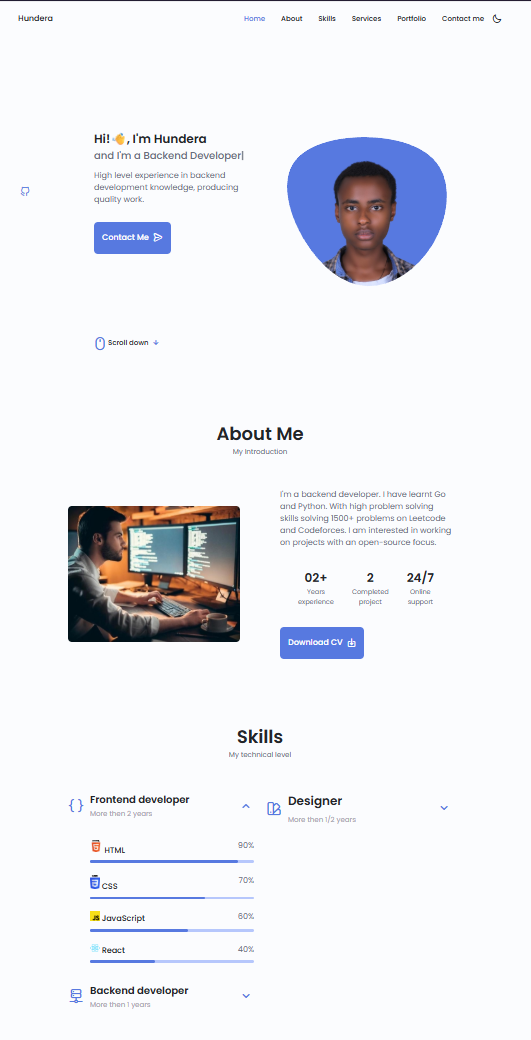 Hundera
Home About Skills Services Portfolio Contact me
Hi! 👋, I'm Hundera
and I'm a Backend Developer|
High level experience in backend
development knowledge, producing
quality work.
Contact Me
Scroll down
About Me
My Introduction
I'm a backend developer, I have learnt Go
and Python. With high problem solving
skills solving 1500+ problems on Leetcode
and Codeforces. I am interested in working
on projects with an open-source focus.
02+ 2 24/7
Years Completed Online
experience project support
Download CV
Skills
My technical level
Frontend developer
More then 2 years
HTML 90%
CSS 70%
JS JavaScript 60%
React 40%
Backend developer
More then 1 years
Designer
More then 1/2 years